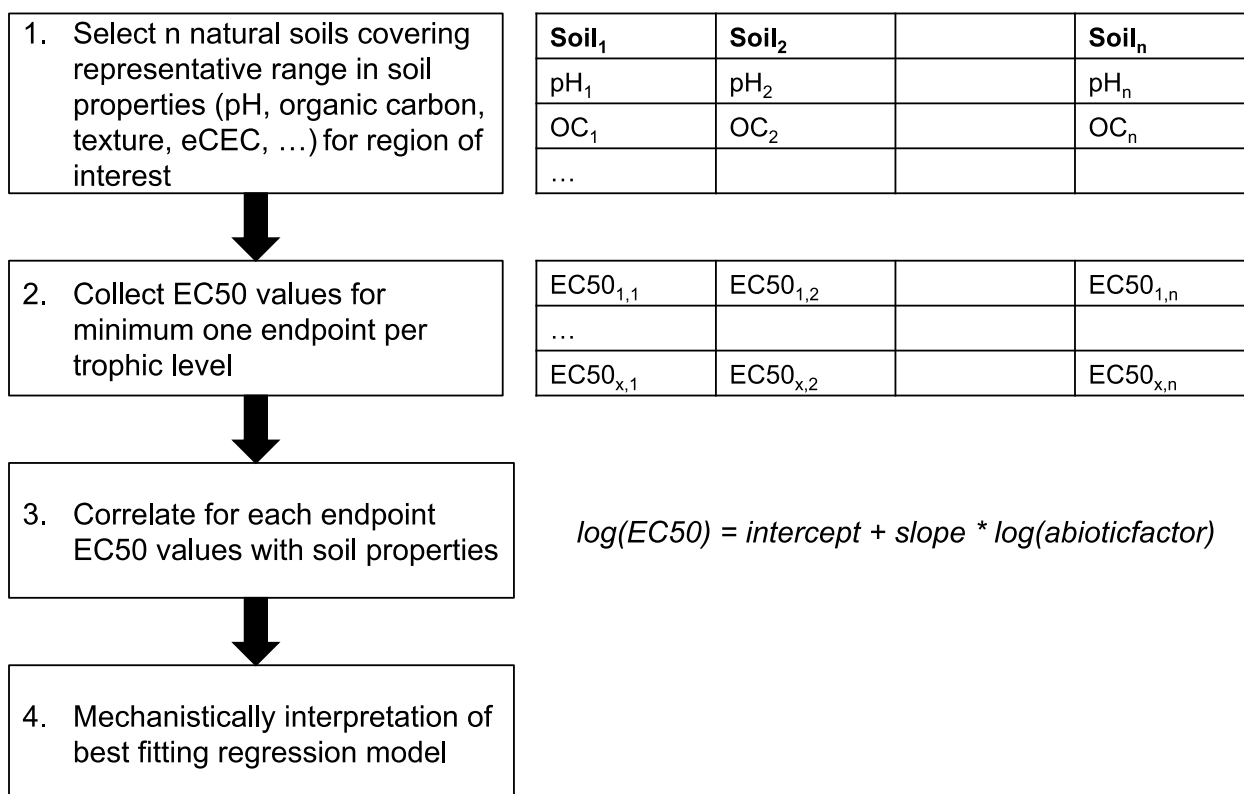 1. Select n natural soils covering
representative range in soil
properties (pH, organic carbon,
texture, eCEC, …) for region of
interest
Soil₁ Soil₂ Soilₙ
pH₁ pH₂ pHₙ
OC₁ OC₂ OCₙ
…
2. Collect EC50 values for
minimum one endpoint per
trophic level
EC50₁,₁ EC50₁,₂ EC50₁,ₙ
…
EC50ₓ,₁ EC50ₓ,₂ EC50ₓ,ₙ
3. Correlate for each endpoint
EC50 values with soil properties
log(EC50) = intercept + slope * log(abioticfactor)
4. Mechanistically interpretation of
best fitting regression model